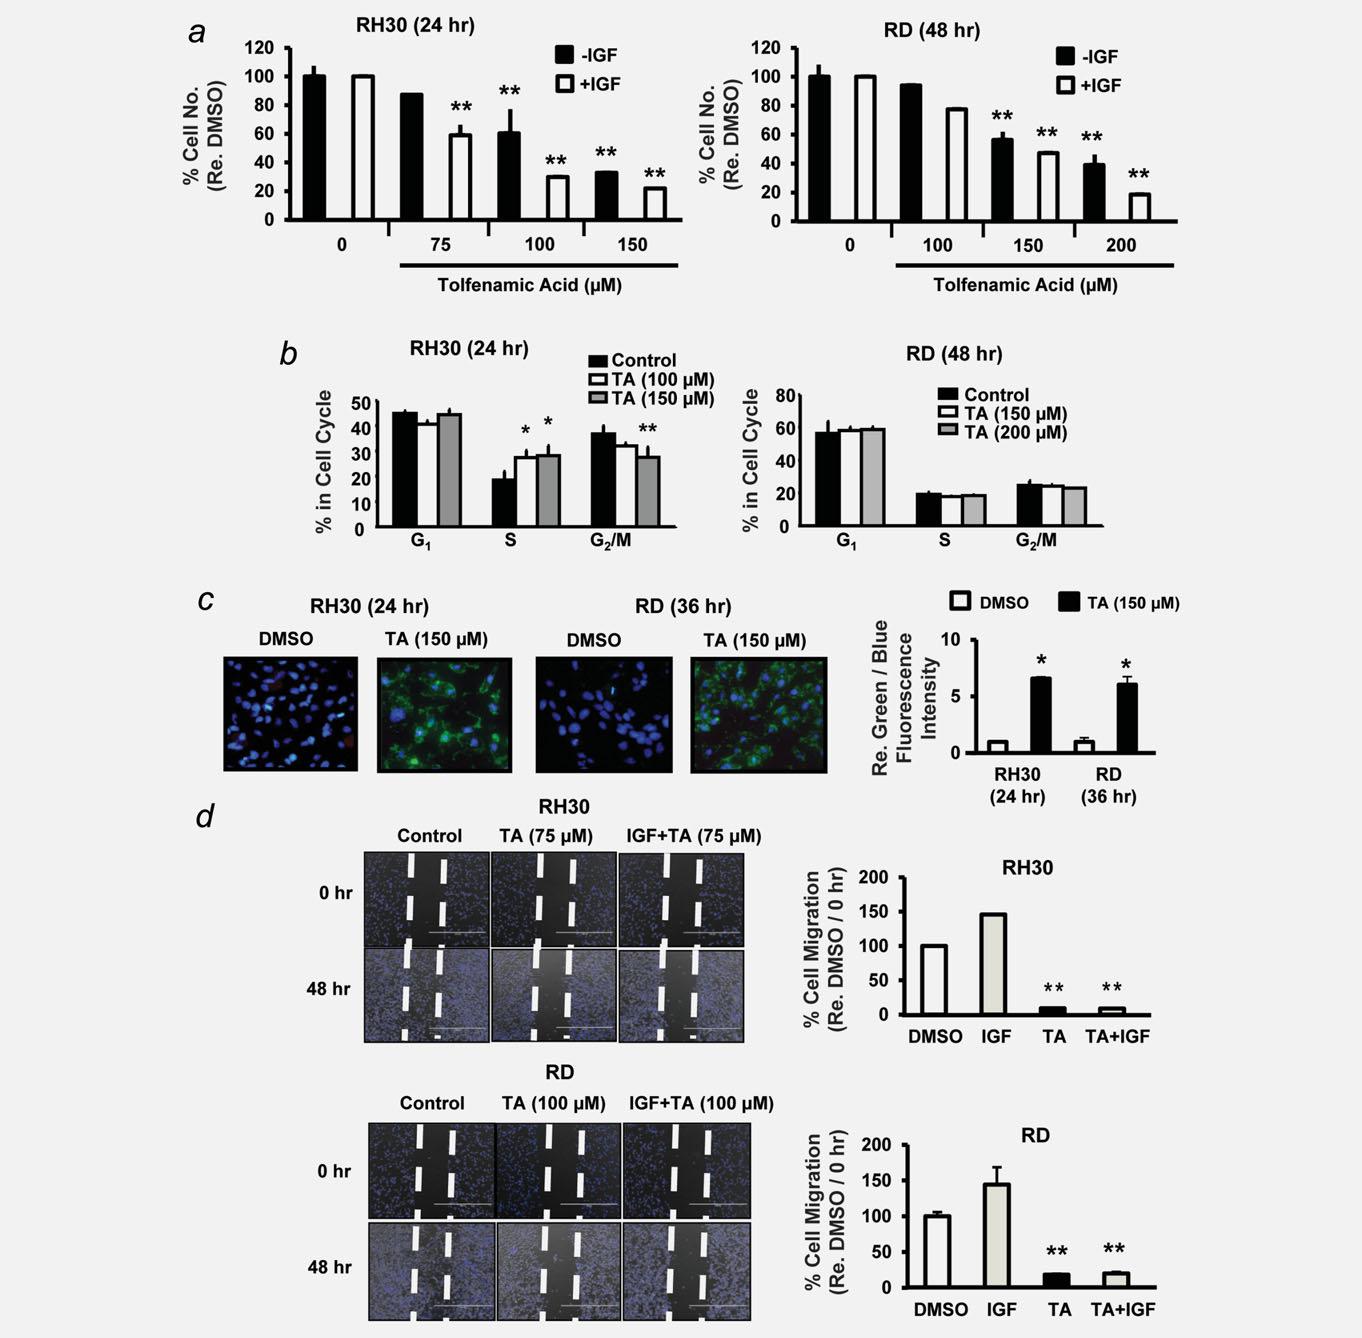 a
RH30 (24 hr)
120
100
80
60
40
20
0
% Cell No.
(Re. DMSO)
-IGF
+IGF
**
**
**
**
**
0
75
100
150
Tolfenamic Acid (µM)
RD (48 hr)
120
100
80
60
40
20
0
% Cell No.
(Re. DMSO)
-IGF
+IGF
**
**
**
**
0
100
150
200
Tolfenamic Acid (µM)
b
RH30 (24 hr)
Control
TA (100 µM)
TA (150 µM)
50
40
30
20
10
0
% in Cell Cycle
*
*
**
G1
S
G2/M
RD (48 hr)
Control
TA (150 µM)
TA (200 µM)
80
60
40
20
0
% in Cell Cycle
G1
S
G2/M
c
RH30 (24 hr)
DMSO
TA (150 µM)
RD (36 hr)
DMSO
TA (150 µM)
DMSO
TA (150 µM)
Re. Green / Blue
Fluorescence
Intensity
10
5
0
*
*
RH30
(24 hr)
RD
(36 hr)
d
RH30
Control
TA (75 µM)
IGF+TA (75 µM)
0 hr
48 hr
RH30
% Cell Migration
(Re. DMSO / 0 hr)
200
150
100
50
0
**
**
DMSO
IGF
TA
TA+IGF
RD
Control
TA (100 µM)
IGF+TA (100 µM)
0 hr
48 hr
RD
% Cell Migration
(Re. DMSO / 0 hr)
200
150
100
50
0
**
**
DMSO
IGF
TA
TA+IGF